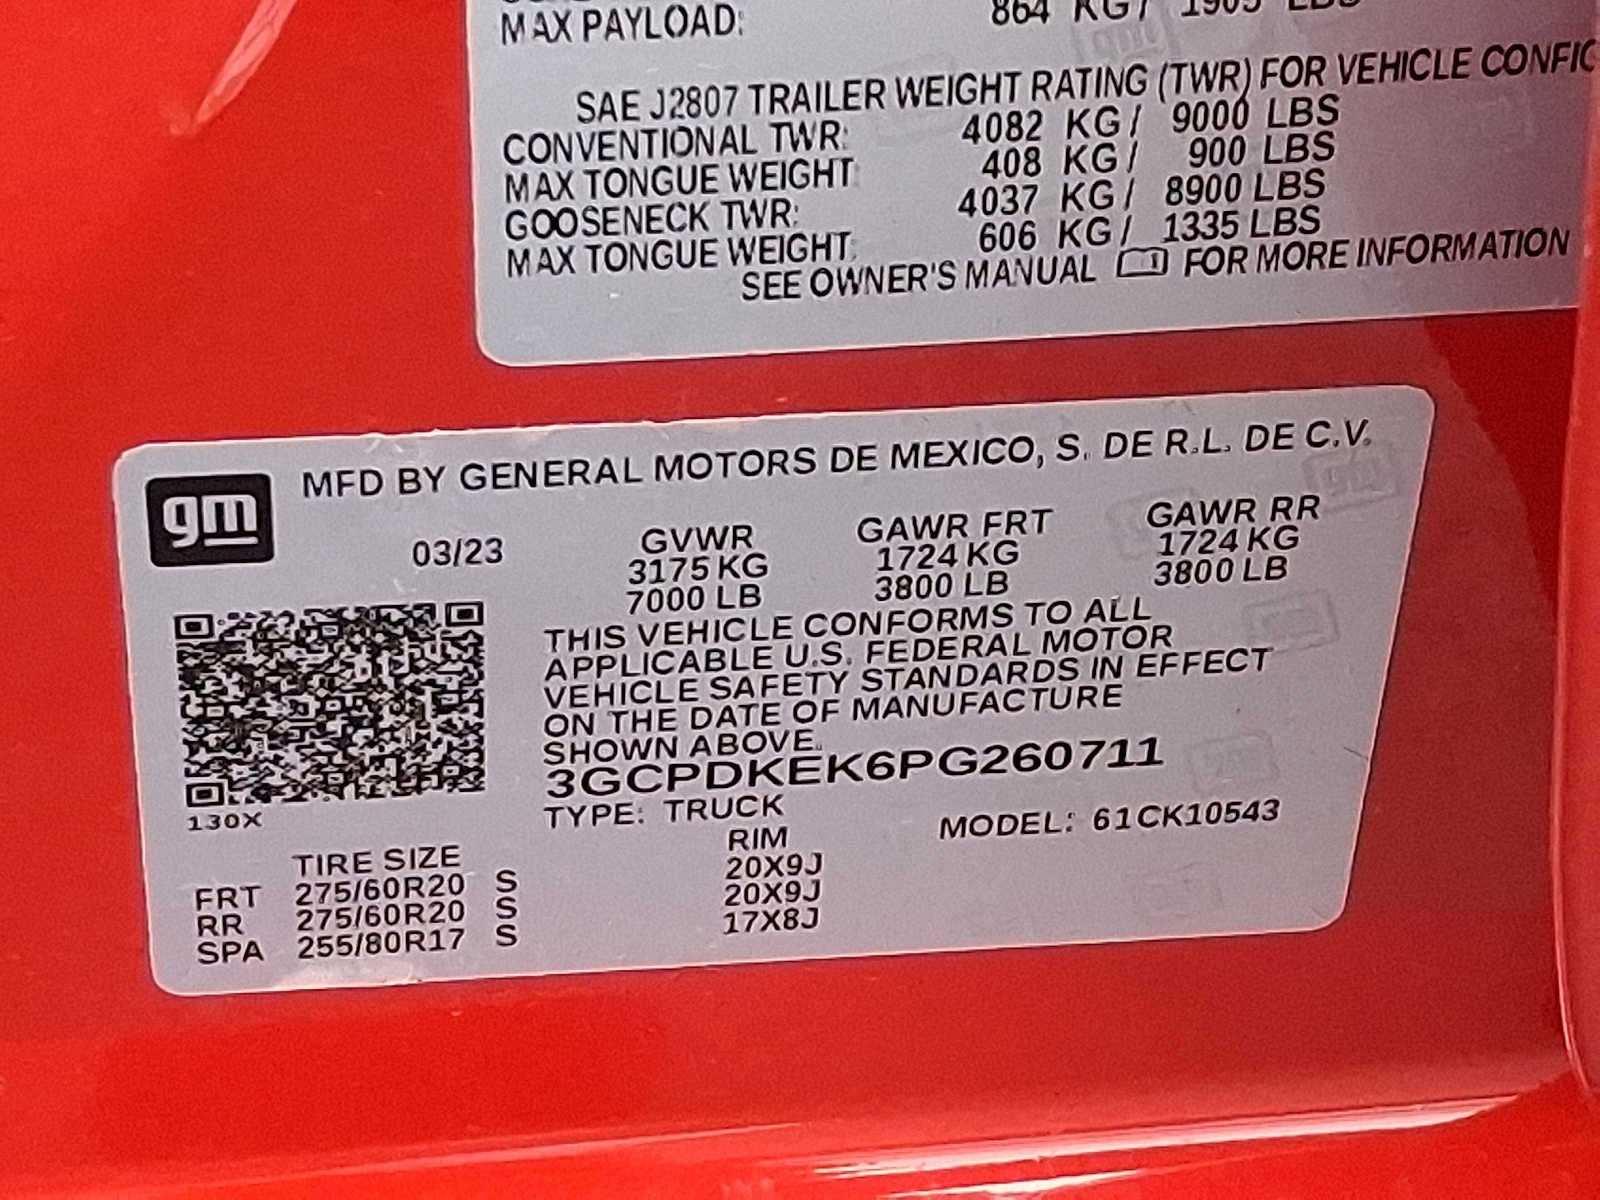 MAX PAYLOAD: 864 KG/ 1905 LBS
SAE J2807 TRAILER WEIGHT RATING (TWR) FOR VEHICLE CONFIG
CONVENTIONAL TWR: 4082 KG/ 9000 LBS
MAX TONGUE WEIGHT: 408 KG/ 900 LBS
GOOSENECK TWR: 4037 KG/ 8900 LBS
MAX TONGUE WEIGHT: 606 KG/ 1335 LBS
SEE OWNER'S MANUAL FOR MORE INFORMATION
gm
MFD BY GENERAL MOTORS DE MEXICO, S. DE R.L. DE C.V.
03/23 GVWR GAWR FRT GAWR RR
3175 KG 1724 KG 1724 KG
7000 LB 3800 LB 3800 LB
THIS VEHICLE CONFORMS TO ALL
APPLICABLE U.S. FEDERAL MOTOR
VEHICLE SAFETY STANDARDS IN EFFECT
ON THE DATE OF MANUFACTURE
SHOWN ABOVE.
3GCPDKEK6PG260711
130X
TYPE: TRUCK MODEL: 61CK10543
TIRE SIZE RIM
FRT 275/60R20 S 20X9J
RR 275/60R20 S 20X9J
SPA 255/80R17 S 17X8J